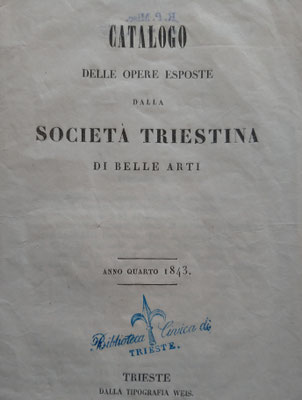 CATALOGO
DELLE OPERE ESPOSTE
DALLA
SOCIETÀ TRIESTINA
DI BELLE ARTI
ANNO QUARTO 1843.
Biblioteca Civica di
TRIESTE.
TRIESTE
DALLA TIPOGRAFIA WEIS.